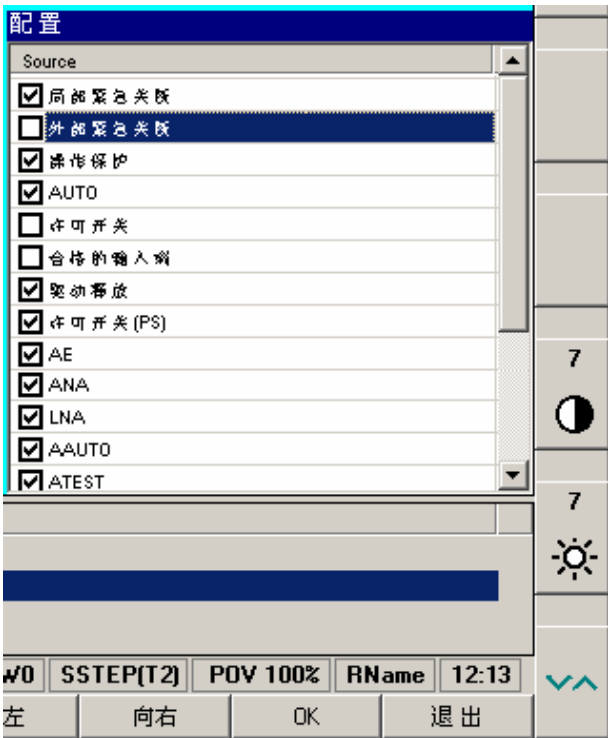 配置
Source
局部紧急关断
外部紧急关断
操作保护
AUTO
许可开关
合格的输入端
驱动释放
许可开关(PS)
AE
ANA
LNA
AAUTO
ATEST
7
7
SSTEP(T2) POV 100% RName 12:13
左 向右 OK 退出